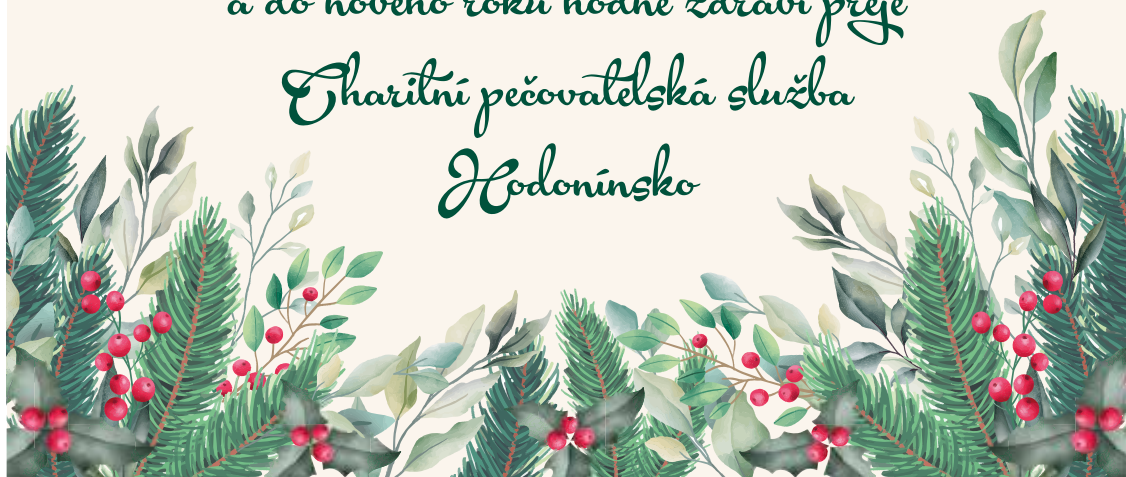 a do nového roku hodně zdraví přeje
Charitní pečovatelská služba
Hodonínsko